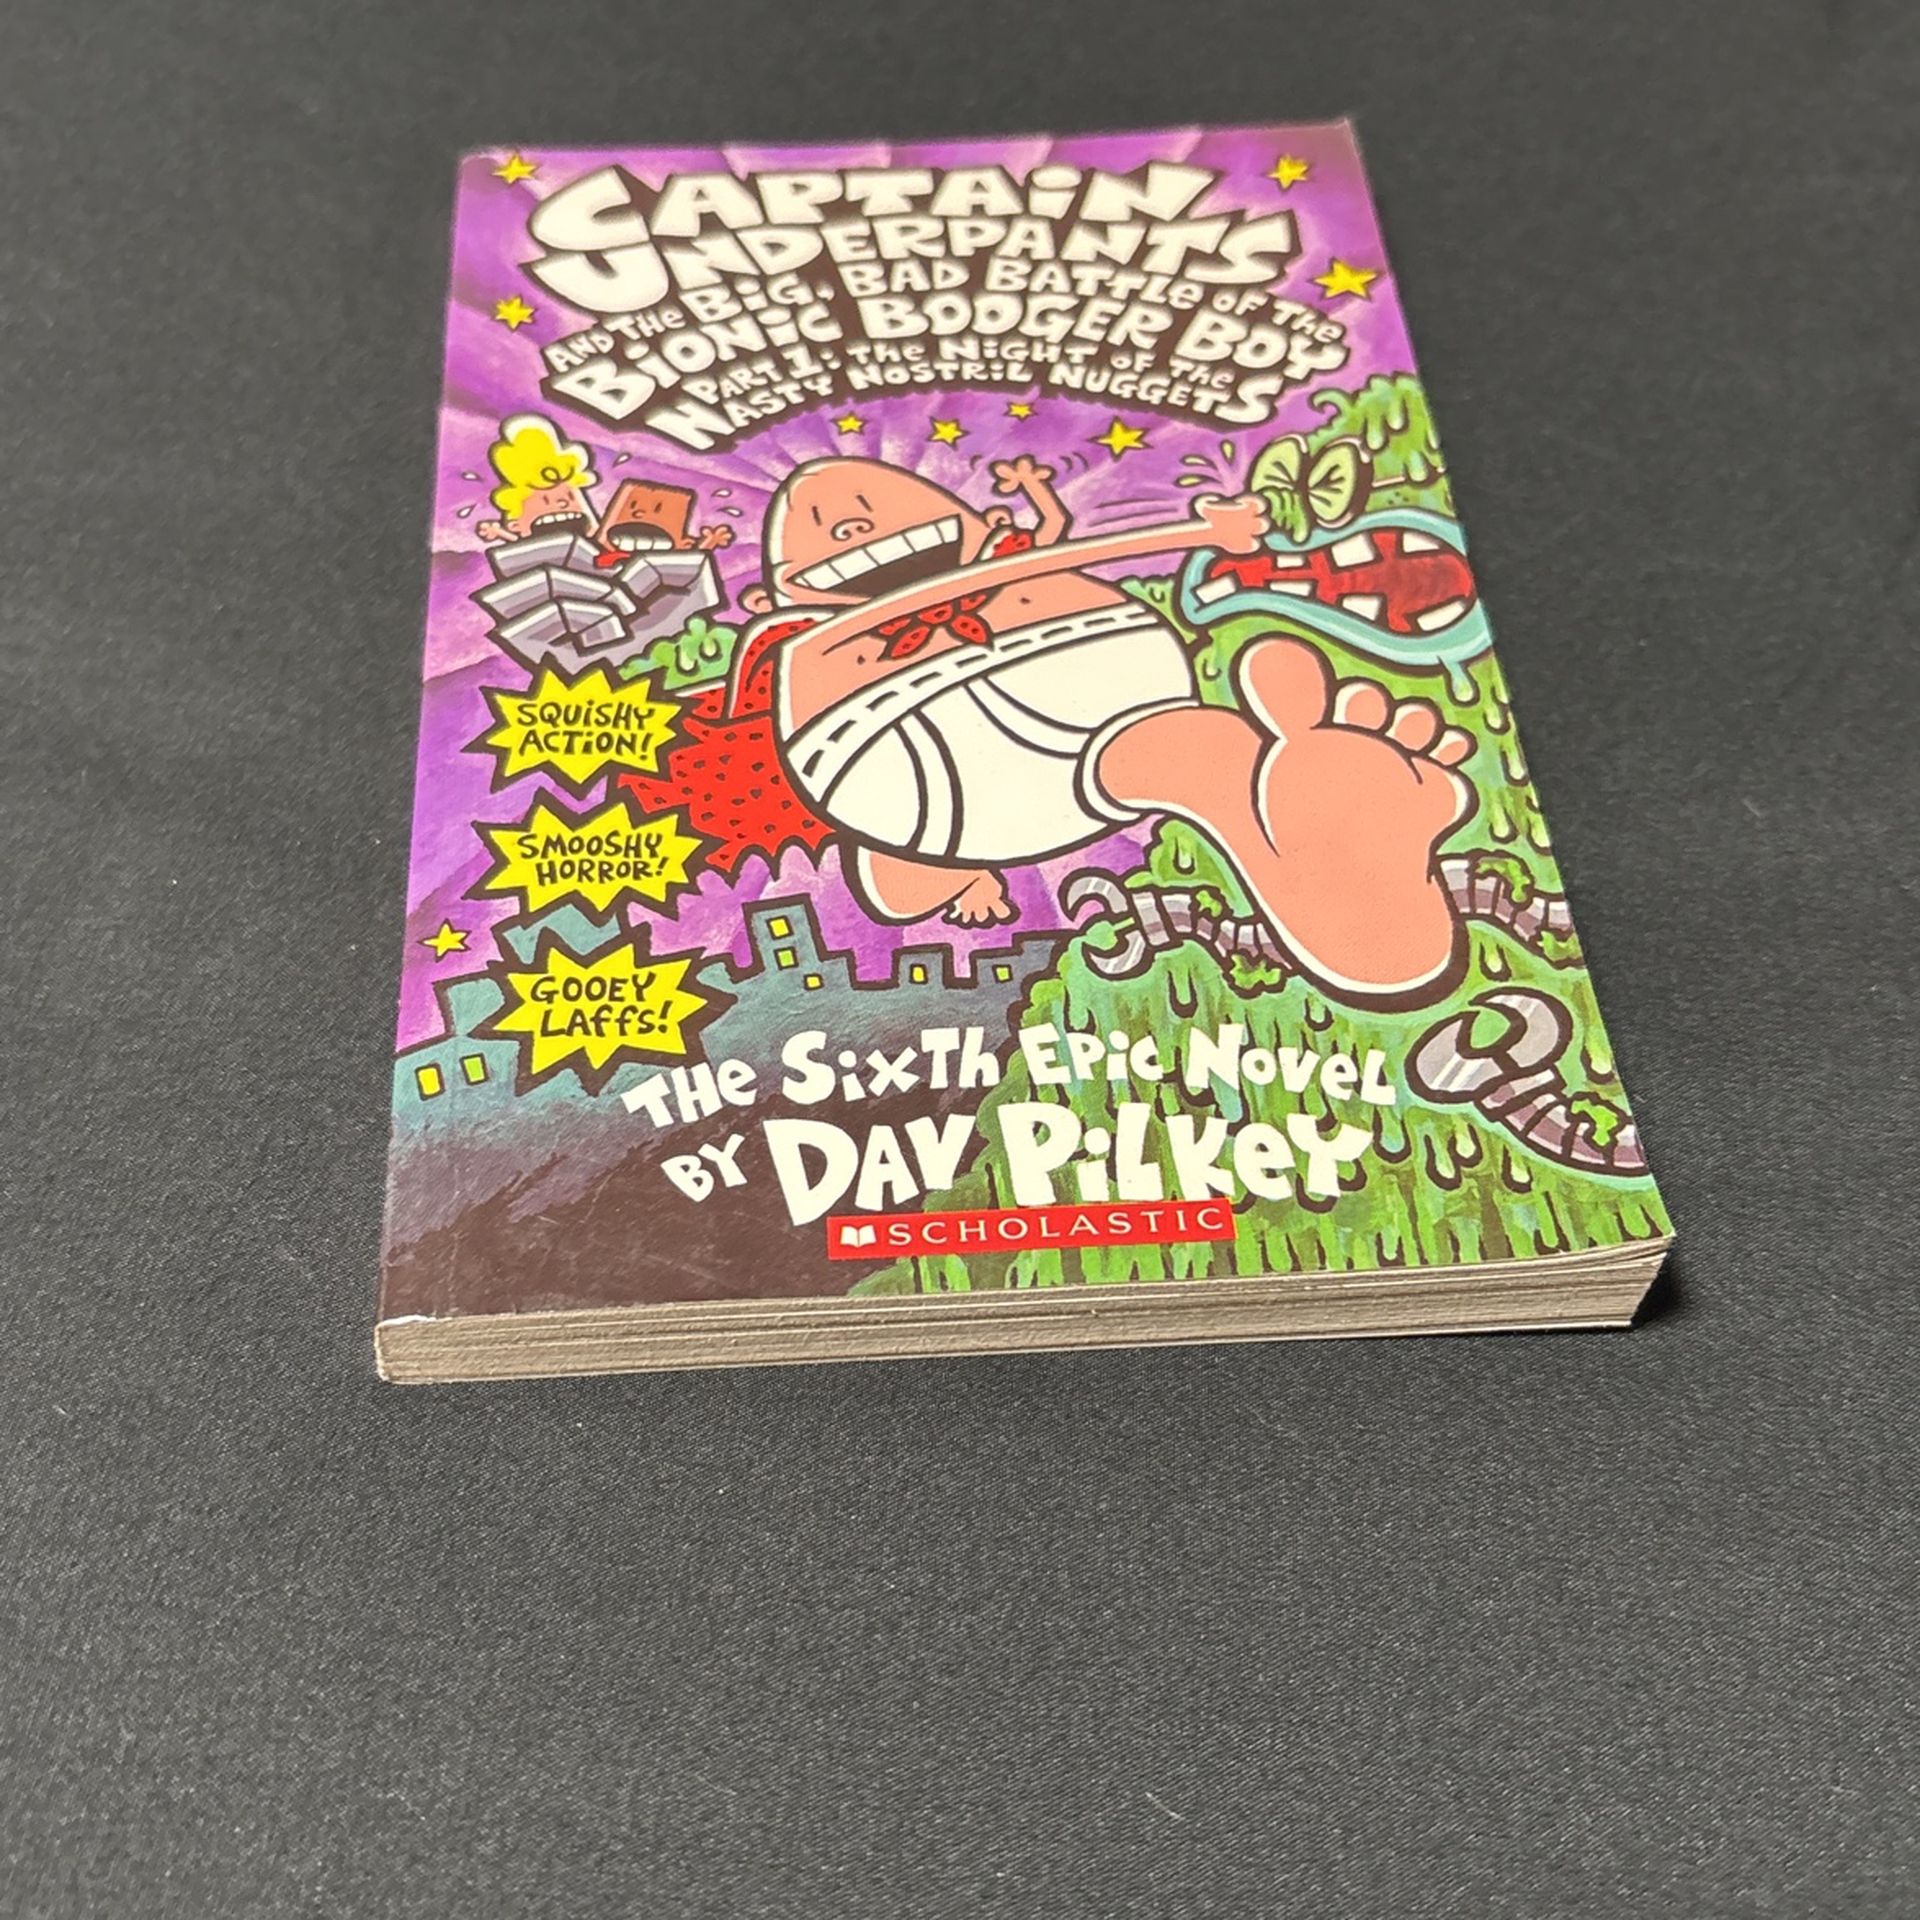 CAPTAIN
UNDERPANTS
AND THE BIG, BAD BATTLE OF THE
BIONIC BOOGER BOY
PART 1: THE NIGHT OF THE
NASTY NOSTRIL NUGGETS
SQUISHY
ACTION!
SMOOSHY
HORROR!
GOOEY
LAFFS!
THE SIXTH EPIC NOVEL
BY DAV PILKEY
SCHOLASTIC